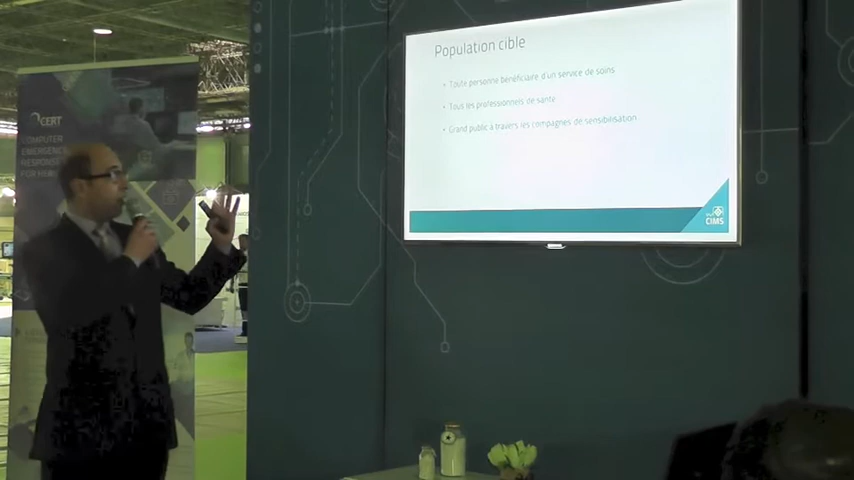 Population cible
• Toute personne bénéficiaire d'un service de soins
• Tous les professionnels de santé
• Grand public à travers les compagnes de sensibilisation
CIMS
CERT
COMPUTER
EMERGENCY
RESPONSE